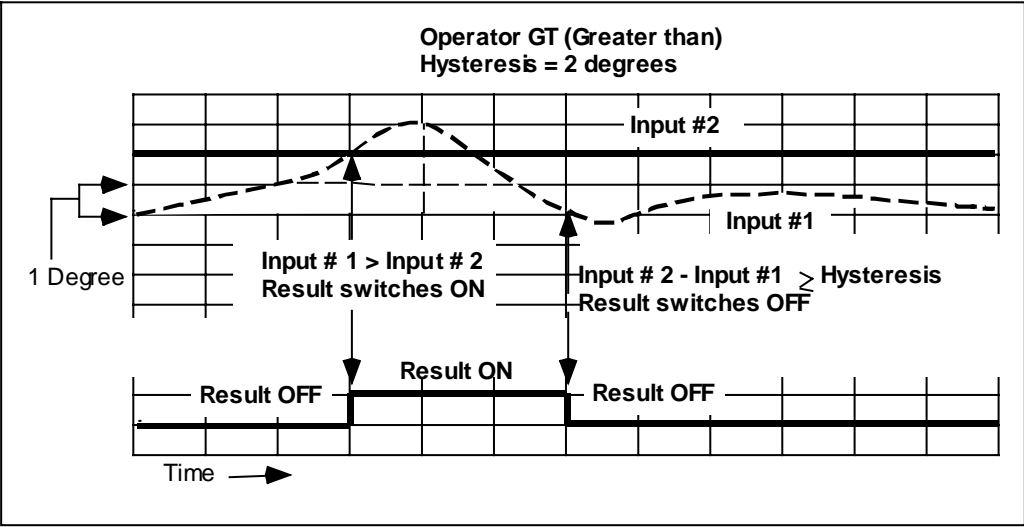 Operator GT (Greater than)
Hysteresis = 2 degrees
Input #2
Input #1
1 Degree
Input # 1 > Input # 2
Result switches ON
Input # 2 - Input #1 ≥ Hysteresis
Result switches OFF
Result OFF
Result ON
Result OFF
Time